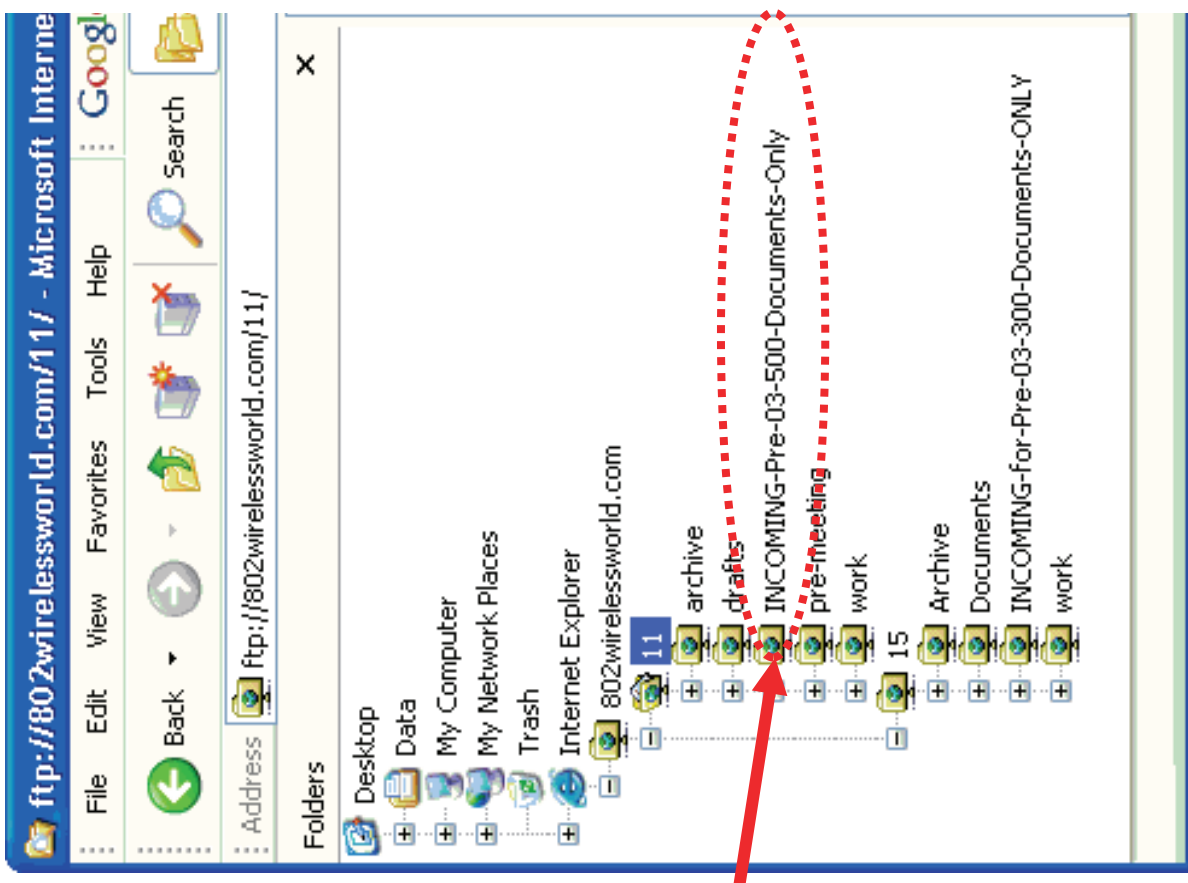 ftp://802wirelessworld.com/11/ - Microsoft Interne
File Edit View Favorites Tools Help Googl
Back Search
Address ftp://802wirelessworld.com/11/
Folders
Desktop
Data
My Computer
My Network Places
Trash
Internet Explorer
802wirelessworld.com
11
archive
drafts
INCOMING-Pre-03-500-Documents-Only
pre-meeting
work
15
Archive
Documents
INCOMING-for-Pre-03-300-Documents-ONLY
work